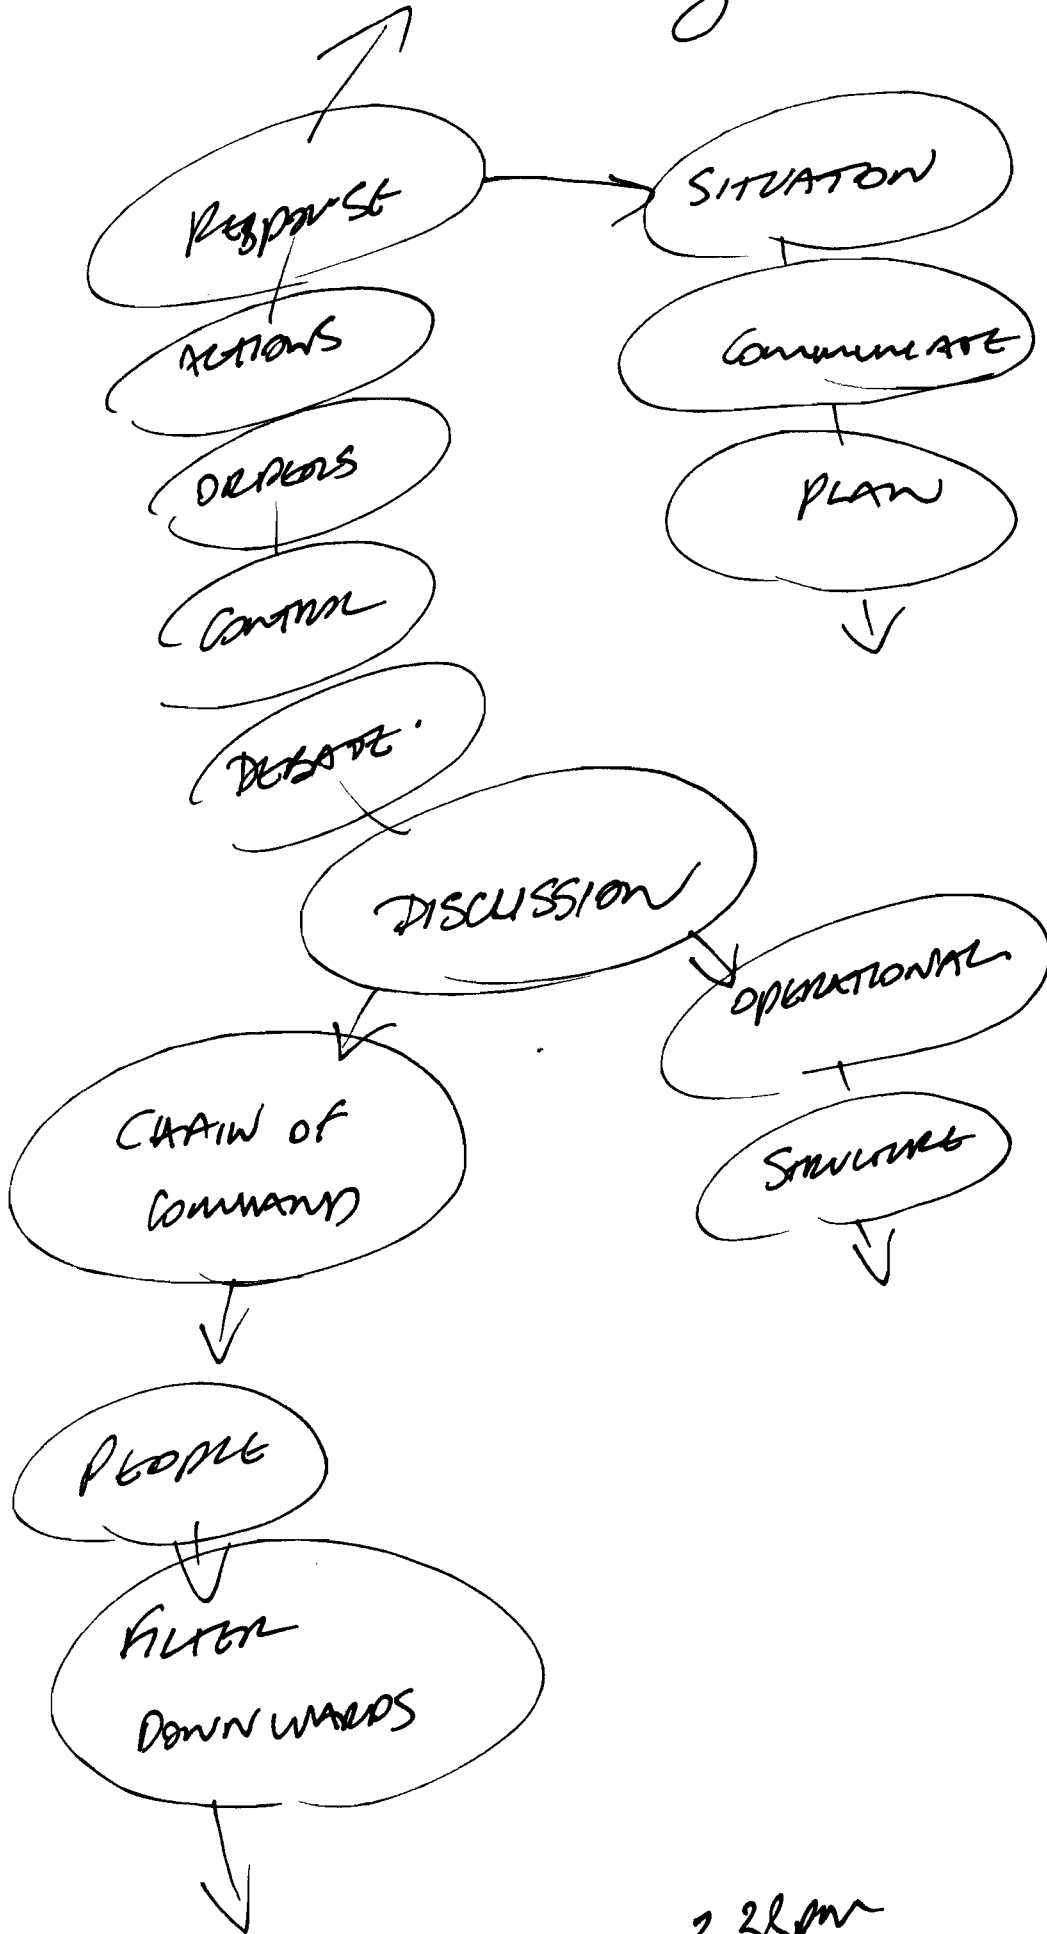 RESPONSE
SITUATION
ACTIONS
COMMUNICATE
ORDERS
PLAN
CONTROL
DEBATE.
DISCUSSION
OPERATIONAL
CHAIN OF
COMMAND
STRUCTURE
PEOPLE
FILTER
DOWNWARDS